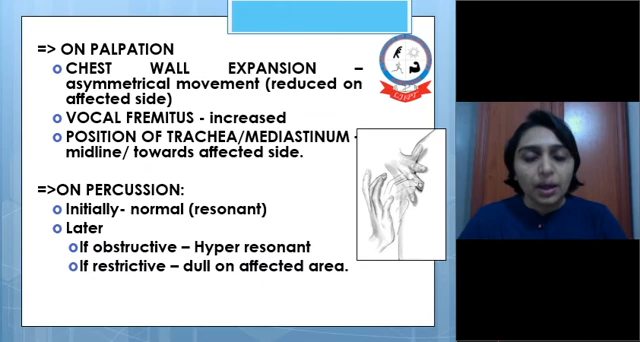 => ON PALPATION
CHEST WALL EXPANSION –
asymmetrical movement (reduced on
affected side)
VOCAL FREMITUS - increased
POSITION OF TRACHEA/MEDIASTINUM -
midline/ towards affected side.
=>ON PERCUSSION:
Initially- normal (resonant)
Later
If obstructive – Hyper resonant
If restrictive – dull on affected area.